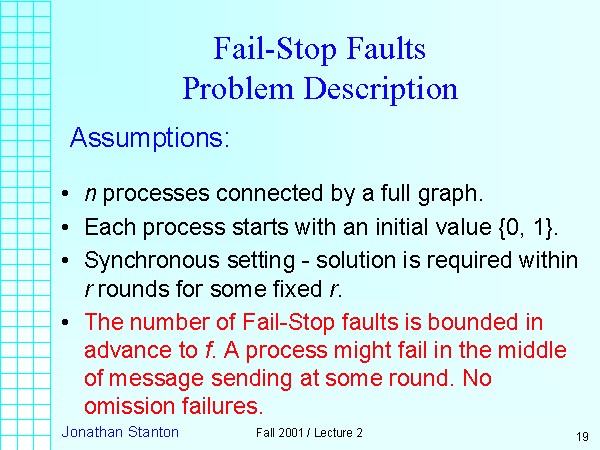 Fail-Stop Faults
Problem Description
Assumptions:
• n processes connected by a full graph.
• Each process starts with an initial value {0, 1}.
• Synchronous setting - solution is required within
r rounds for some fixed r.
• The number of Fail-Stop faults is bounded in
advance to f. A process might fail in the middle
of message sending at some round. No
omission failures.
Jonathan Stanton Fall 2001 / Lecture 2 19